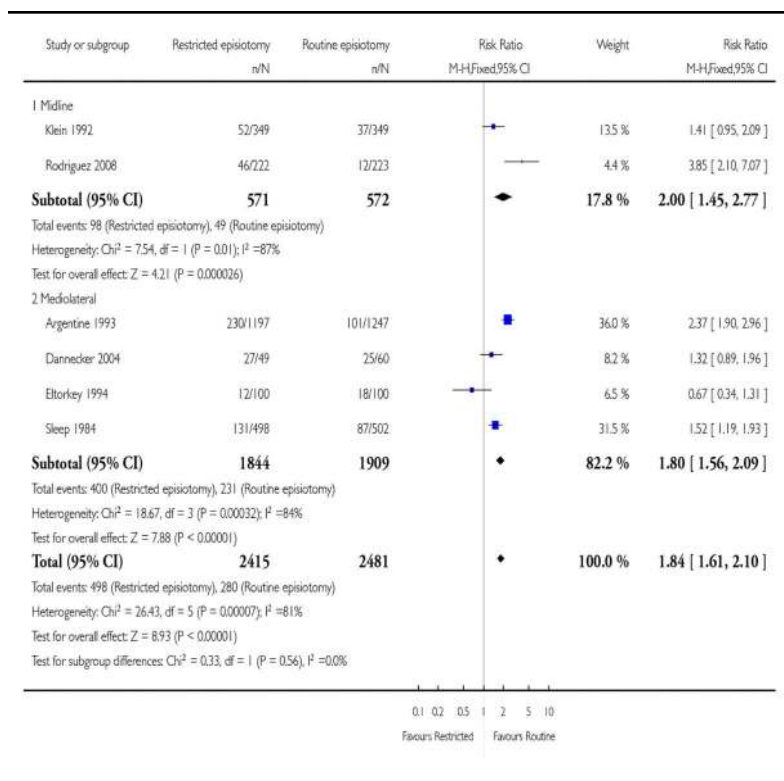 Study or subgroup Restricted episiotomy Routine episiotomy Risk Ratio Weight Risk Ratio
n/N n/N M-H,Fixed,95% CI M-H,Fixed,95% CI
1 Midline
Klein 1992 52/349 37/349 13.5 % 1.41 [ 0.95, 2.09 ]
Rodriguez 2008 46/222 12/223 4.4 % 3.85 [ 2.10, 7.07 ]
Subtotal (95% CI) 571 572 17.8 % 2.00 [ 1.45, 2.77 ]
Total events: 98 (Restricted episiotomy), 49 (Routine episiotomy)
Heterogeneity: Chi² = 7.54, df = 1 (P = 0.01); I² =87%
Test for overall effect: Z = 4.21 (P = 0.000026)
2 Mediolateral
Argentine 1993 230/1197 101/1247 36.0 % 2.37 [ 1.90, 2.96 ]
Dannecker 2004 27/49 25/60 8.2 % 1.32 [ 0.89, 1.96 ]
Eltorkey 1994 12/100 18/100 6.5 % 0.67 [ 0.34, 1.31 ]
Sleep 1984 131/498 87/502 31.5 % 1.52 [ 1.19, 1.93 ]
Subtotal (95% CI) 1844 1909 82.2 % 1.80 [ 1.56, 2.09 ]
Total events: 400 (Restricted episiotomy), 231 (Routine episiotomy)
Heterogeneity: Chi² = 18.67, df = 3 (P = 0.00032); I² =84%
Test for overall effect: Z = 7.88 (P < 0.00001)
Total (95% CI) 2415 2481 100.0 % 1.84 [ 1.61, 2.10 ]
Total events: 498 (Restricted episiotomy), 280 (Routine episiotomy)
Heterogeneity: Chi² = 26.43, df = 5 (P = 0.00007); I² =81%
Test for overall effect: Z = 8.93 (P < 0.00001)
Test for subgroup differences: Chi² = 0.33, df = 1 (P = 0.56), I² =0.0%
0.1 0.2 0.5 1 2 5 10
Favours Restricted Favours Routine